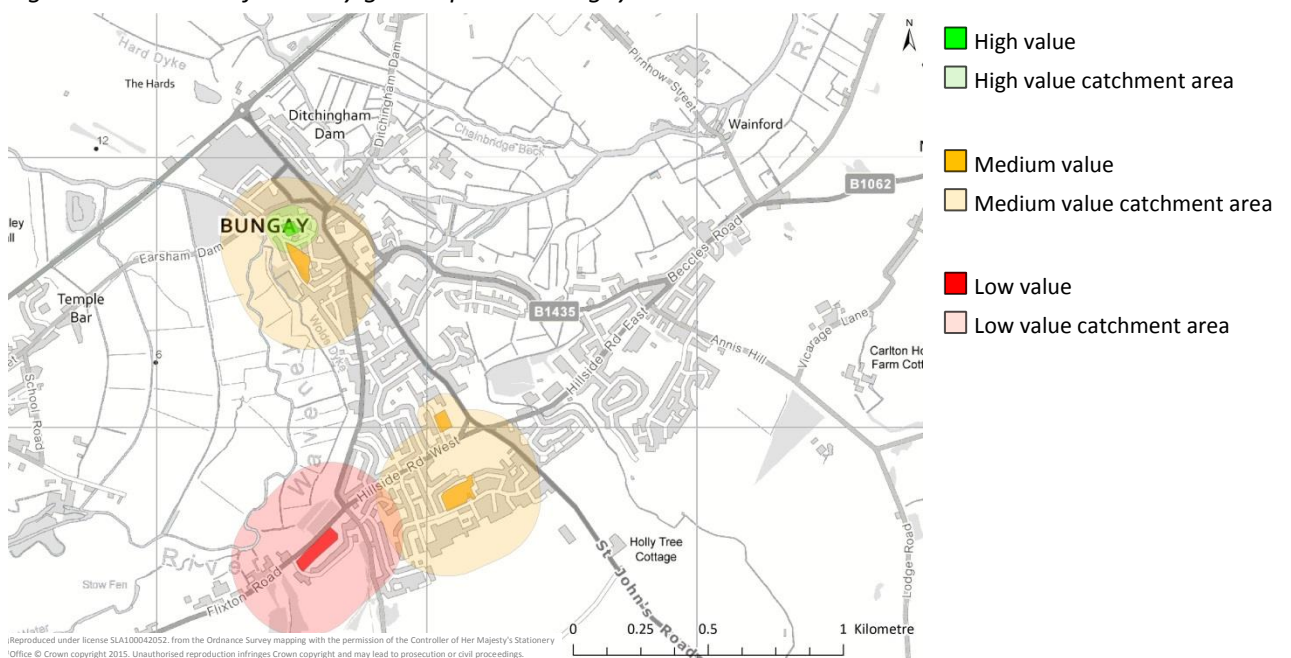 N
High value
High value catchment area
Medium value
Medium value catchment area
Low value
Low value catchment area
Hard Dyke
The Hards
Ditchingham Dam
Ditchingham
Dam
Pirnhow Street
Wainford
Chainbridge Beck
12
B1062
BUNGAY
Earsham Dam
Beccles Road
Temple
Bar
B1435
Wolds Dyke
Hillside Rd East
Annis Hill
Vicarage Lane
6
School Road
Waveney
Hillside Rd West
Holly Tree
Cottage
St John's Road
Lodge Road
Stow Fen
Flixton Road
0 0.25 0.5 1 Kilometre
Reproduced under license SLA100042052. from the Ordnance Survey mapping with the permission of the Controller of Her Majesty's Stationery
Office © Crown copyright 2015. Unauthorised reproduction infringes Crown copyright and may lead to prosecution or civil proceedings.